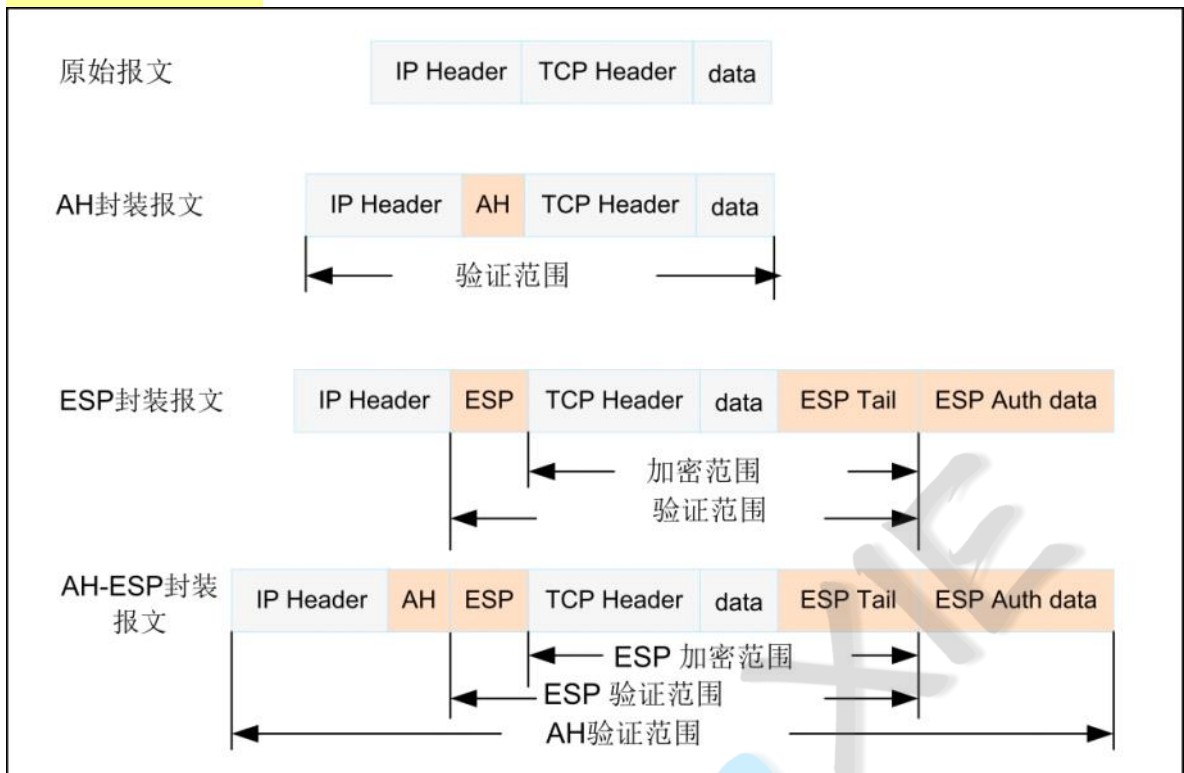 原始报文
IP Header TCP Header data
AH封装报文
IP Header AH TCP Header data
验证范围
ESP封装报文
IP Header ESP TCP Header data ESP Tail ESP Auth data
加密范围
验证范围
AH-ESP封装
报文
IP Header AH ESP TCP Header data ESP Tail ESP Auth data
ESP 加密范围
ESP 验证范围
AH验证范围
XIE